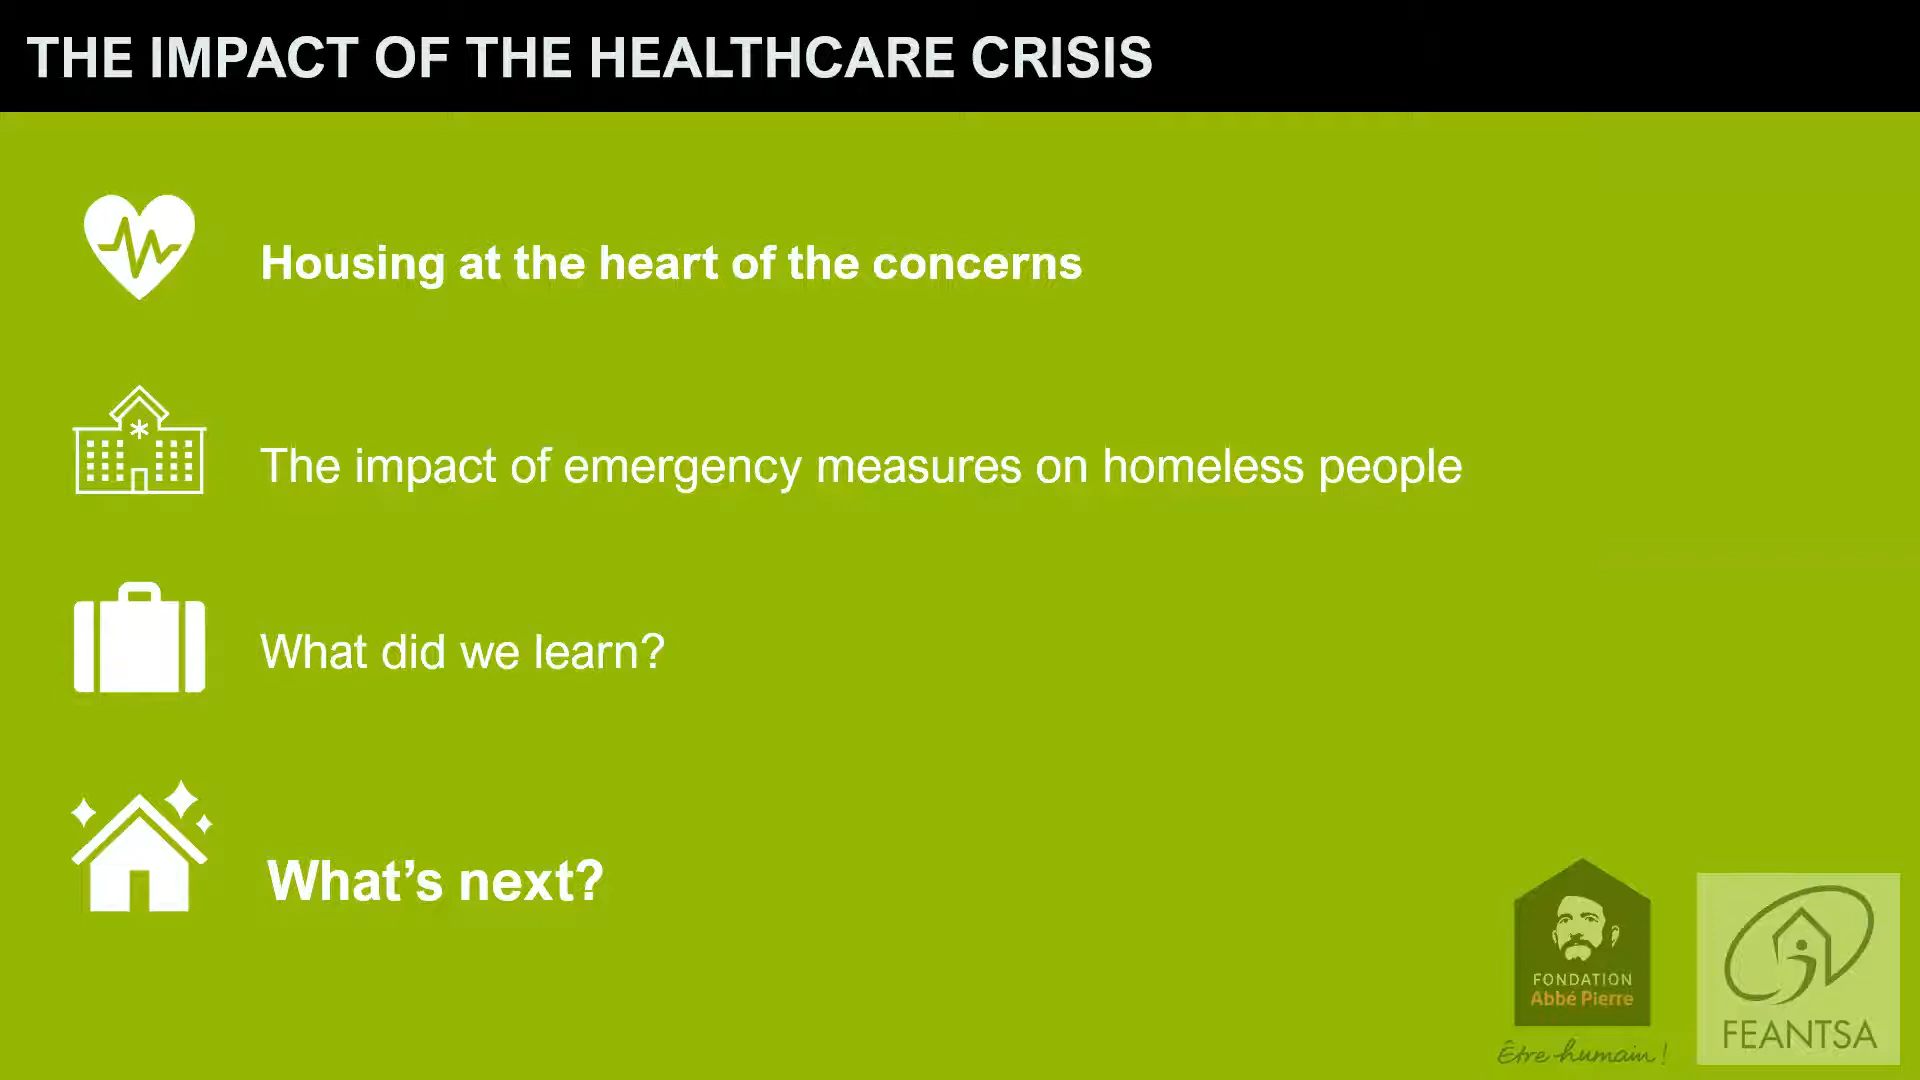 THE IMPACT OF THE HEALTHCARE CRISIS
Housing at the heart of the concerns
The impact of emergency measures on homeless people
What did we learn?
What’s next?
FONDATION
Abbé Pierre
Être humain !
FEANTSA